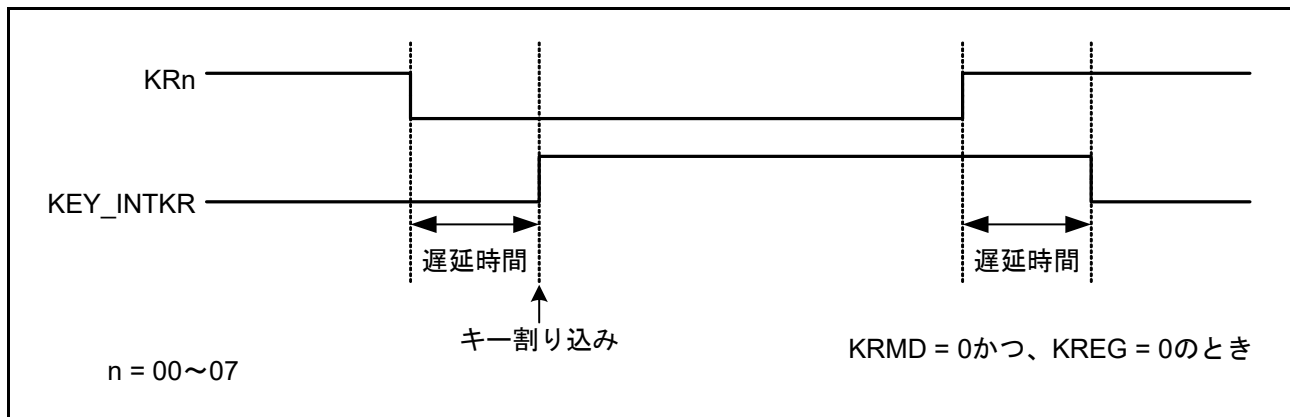 KRn
KEY_INTKR
遅延時間
遅延時間
キー割り込み
KRMD = 0かつ、KREG = 0のとき
n = 00～07